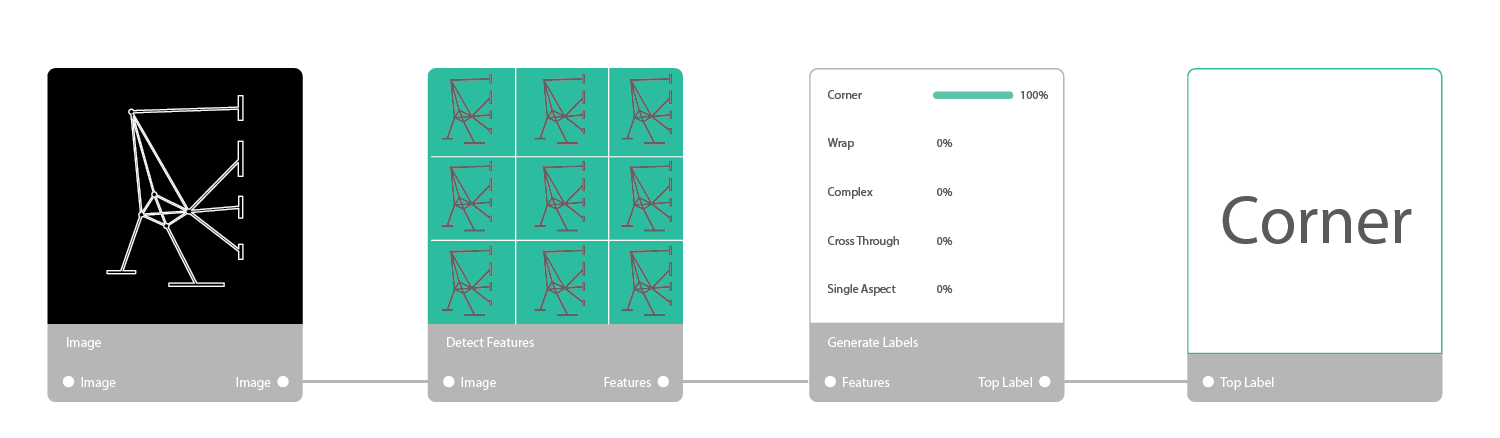 Image
Image
Image
Detect Features
Image
Features
Corner 100%
Wrap 0%
Complex 0%
Cross Through 0%
Single Aspect 0%
Generate Labels
Features
Top Label
Corner
Top Label